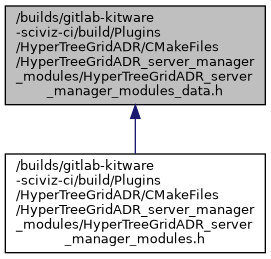 /builds/gitlab-kitware
-sciviz-ci/build/Plugins
/HyperTreeGridADR/CMakeFiles
/HyperTreeGridADR_server_manager
_modules/HyperTreeGridADR_server
_manager_modules_data.h
/builds/gitlab-kitware
-sciviz-ci/build/Plugins
/HyperTreeGridADR/CMakeFiles
/HyperTreeGridADR_server_manager
_modules/HyperTreeGridADR_server
_manager_modules.h